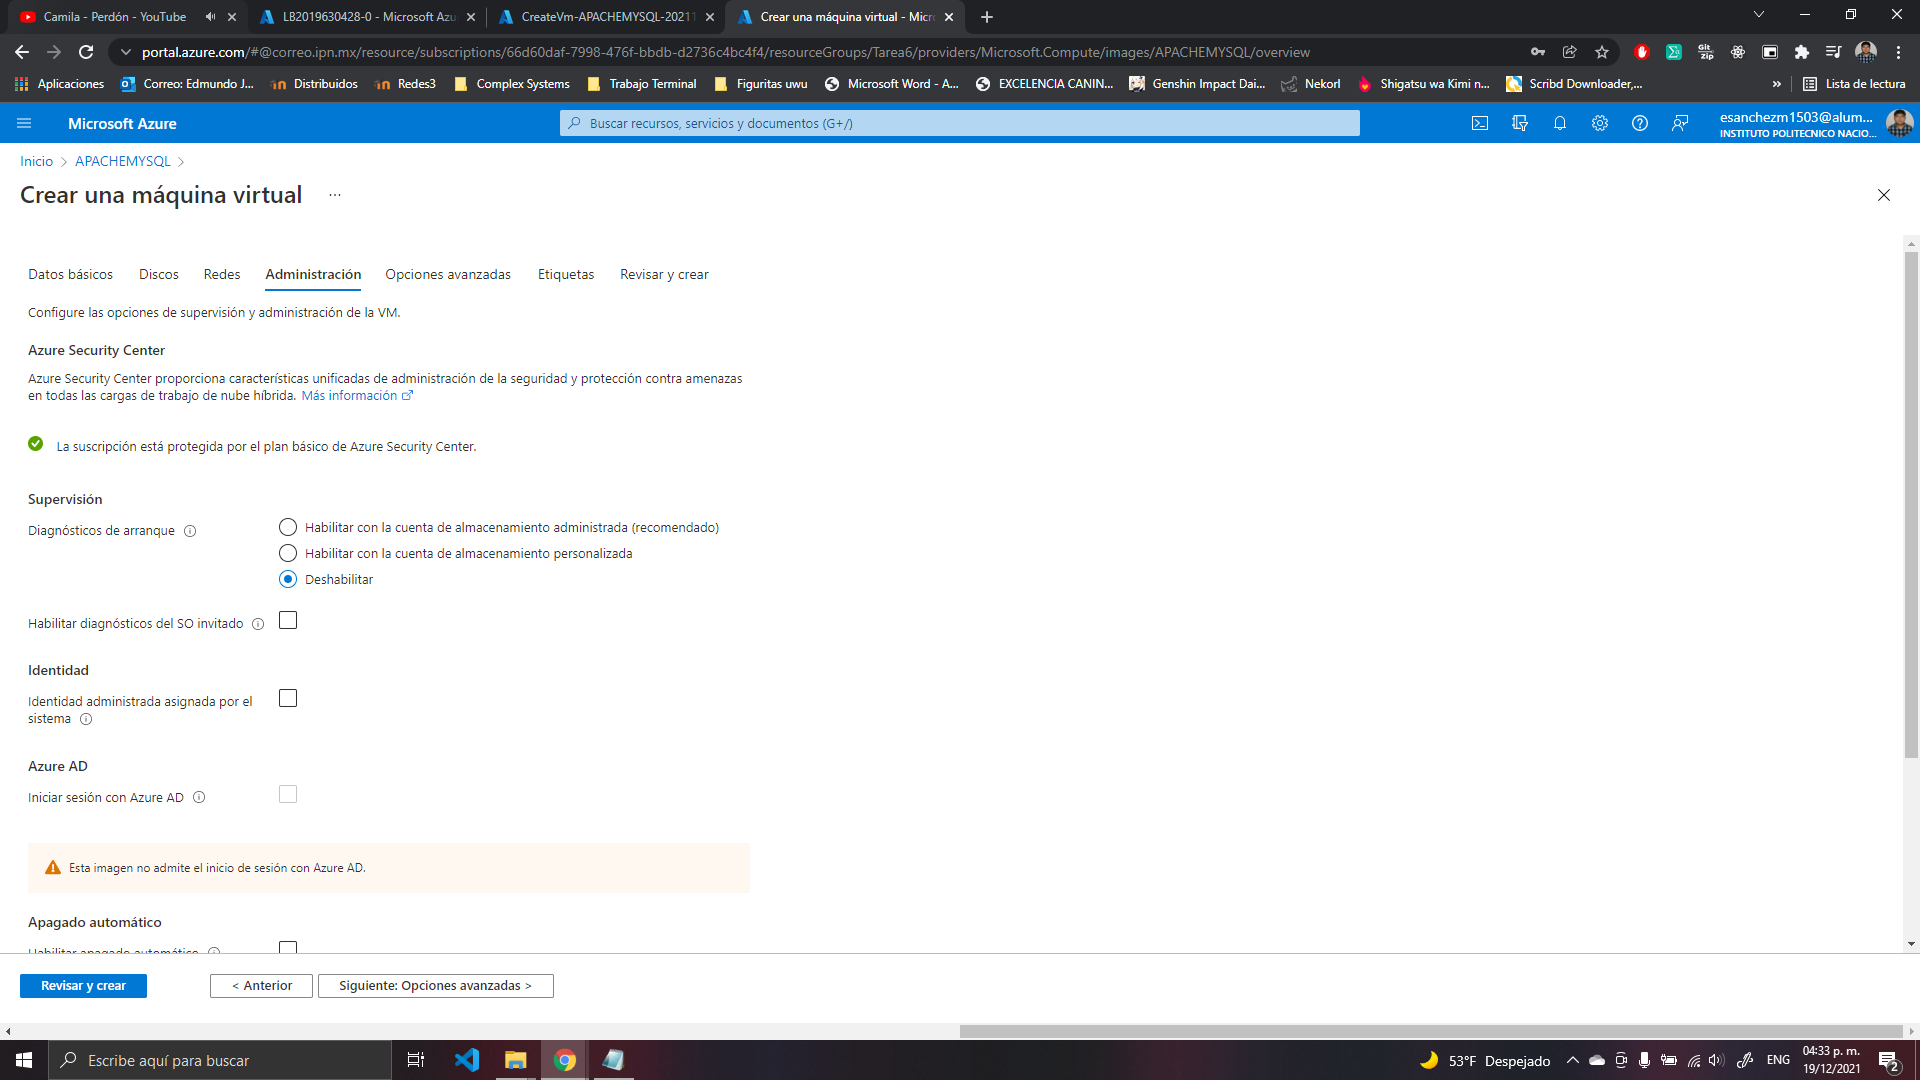 Camila - Perdón - YouTube
LB2019630428-0 - Microsoft Azu
CreateVm-APACHEMYSQL-20211
Crear una máquina virtual - Micr
portal.azure.com/#@correo.ipn.mx/resource/subscriptions/66d60daf-7998-476f-bbdb-d2736c4bc4f4/resourceGroups/Tarea6/providers/Microsoft.Compute/images/APACHEMYSQL/overview
Aplicaciones
Correo: Edmundo J...
Distribuidos
Redes3
Complex Systems
Trabajo Terminal
Figuritas uwu
Microsoft Word - A...
EXCELENCIA CANIN...
Genshin Impact Dai...
Nekorl
Shigatsu wa Kimi n...
Scribd Downloader,...
»
Lista de lectura
Microsoft Azure
Buscar recursos, servicios y documentos (G+/)
esanchezm1503@alum...
INSTITUTO POLITECNICO NACIO...
Inicio > APACHEMYSQL >
Crear una máquina virtual ...
Datos básicos
Discos
Redes
Administración
Opciones avanzadas
Etiquetas
Revisar y crear
Configure las opciones de supervisión y administración de la VM.
Azure Security Center
Azure Security Center proporciona características unificadas de administración de la seguridad y protección contra amenazas
en todas las cargas de trabajo de nube híbrida. Más información
La suscripción está protegida por el plan básico de Azure Security Center.
Supervisión
Diagnósticos de arranque
Habilitar con la cuenta de almacenamiento administrada (recomendado)
Habilitar con la cuenta de almacenamiento personalizada
Deshabilitar
Habilitar diagnósticos del SO invitado
Identidad
Identidad administrada asignada por el
sistema
Azure AD
Iniciar sesión con Azure AD
Esta imagen no admite el inicio de sesión con Azure AD.
Apagado automático
Habilitar apagado automático
Revisar y crear
< Anterior
Siguiente: Opciones avanzadas >
Escribe aquí para buscar
53°F Despejado
ENG
04:33 p. m.
19/12/2021
2